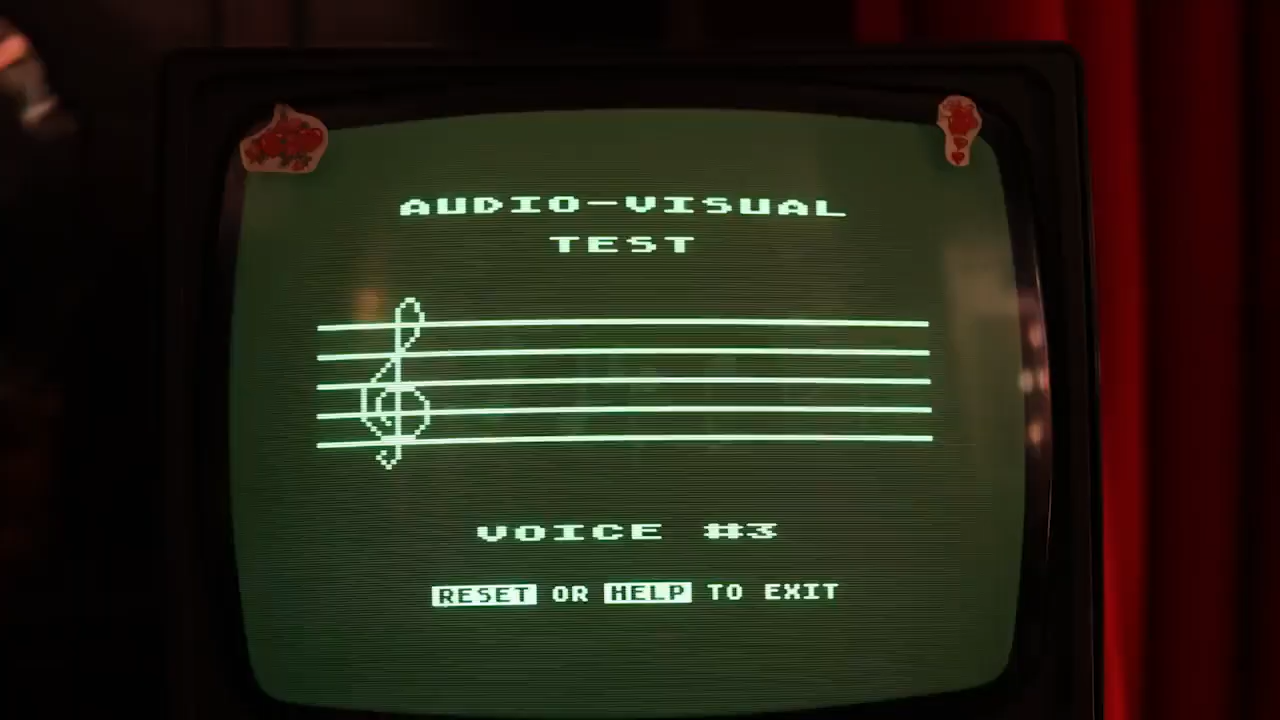 AUDIO-VISUAL
TEST
VOICE #3
RESET OR HELP TO EXIT